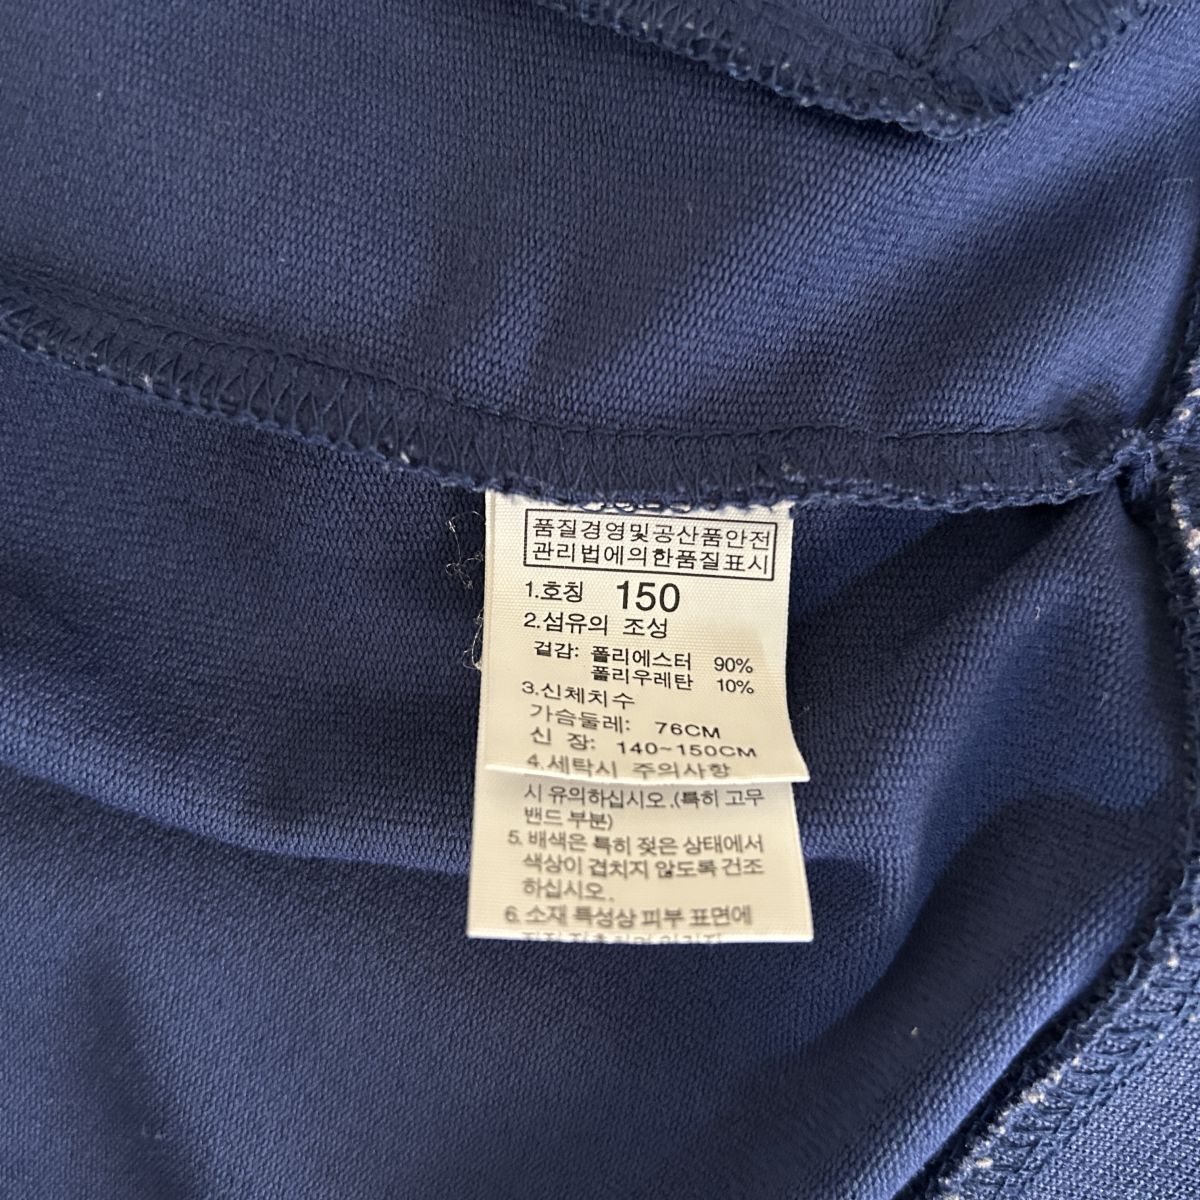 품질경영및공산품안전
관리법에의한품질표시
1.호칭 150
2.섬유의 조성
겉감: 폴리에스터 90%
폴리우레탄 10%
3.신체치수
가슴둘레: 76CM
신 장: 140~150CM
4.세탁시 주의사항
시 유의하십시오.(특히 고무
밴드 부분)
5. 배색은 특히 젖은 상태에서
색상이 겹치지 않도록 건조
하십시오.
6. 소재 특성상 피부 표면에